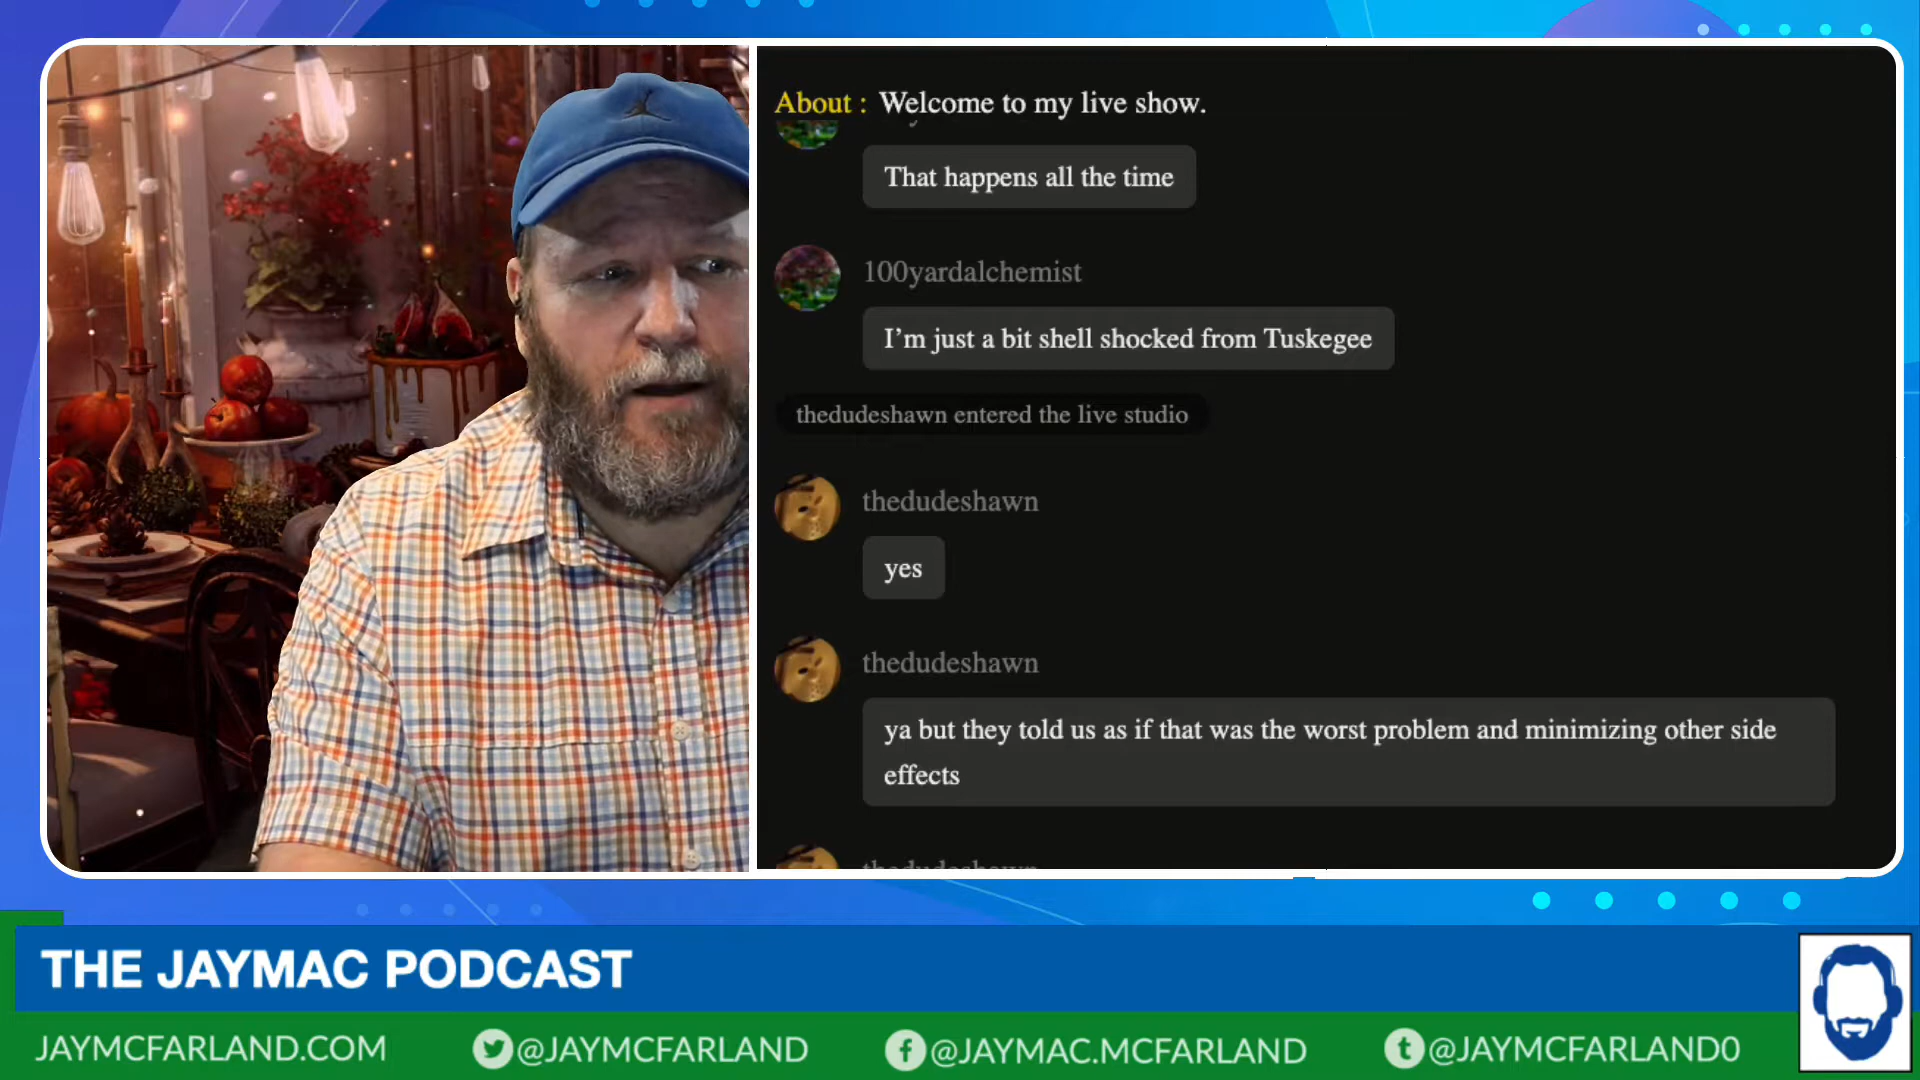 About : Welcome to my live show.
That happens all the time
100yardalchemist
I'm just a bit shell shocked from Tuskegee
thedudeshawn entered the live studio
thedudeshawn
yes
thedudeshawn
ya but they told us as if that was the worst problem and minimizing other side
effects
THE JAYMAC PODCAST
JAYMCFARLAND.COM
@JAYMCFARLAND
f @JAYMAC.MCFARLAND
t @JAYMCFARLAND0